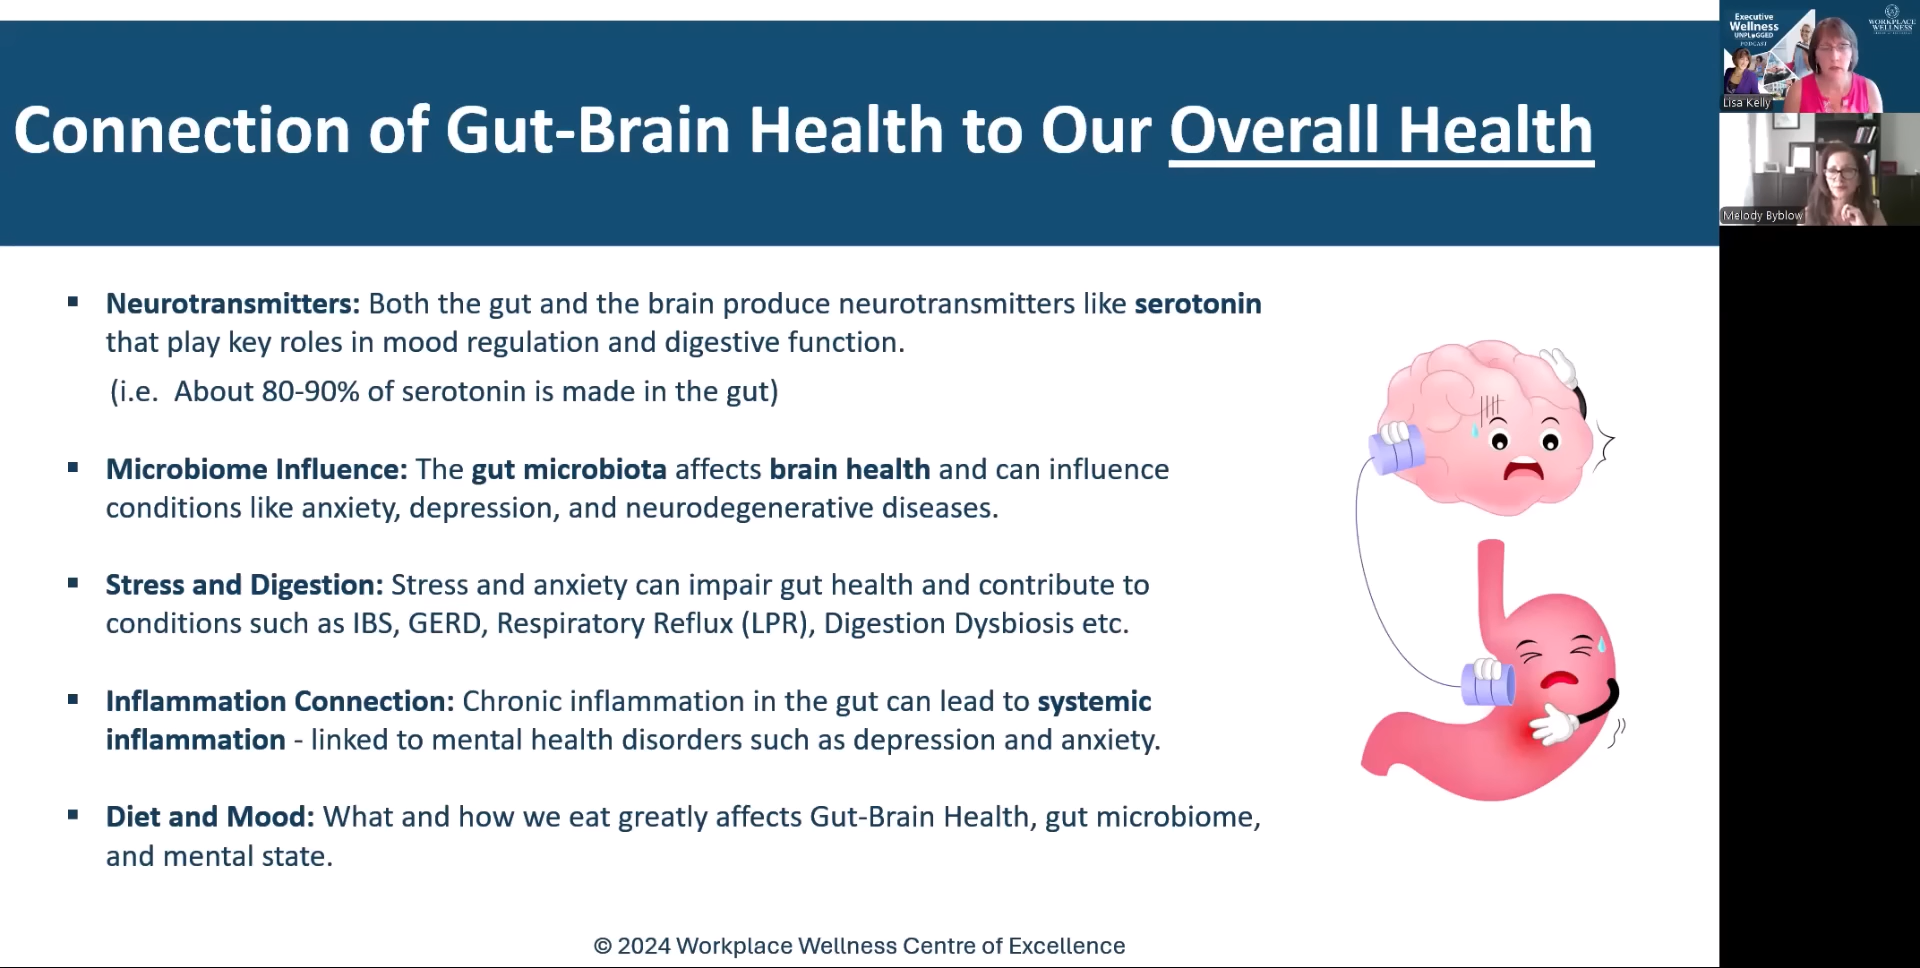 Connection of Gut-Brain Health to Our Overall Health
▪ Neurotransmitters: Both the gut and the brain produce neurotransmitters like serotonin
that play key roles in mood regulation and digestive function.
(i.e. About 80-90% of serotonin is made in the gut)
▪ Microbiome Influence: The gut microbiota affects brain health and can influence
conditions like anxiety, depression, and neurodegenerative diseases.
▪ Stress and Digestion: Stress and anxiety can impair gut health and contribute to
conditions such as IBS, GERD, Respiratory Reflux (LPR), Digestion Dysbiosis etc.
▪ Inflammation Connection: Chronic inflammation in the gut can lead to systemic
inflammation - linked to mental health disorders such as depression and anxiety.
▪ Diet and Mood: What and how we eat greatly affects Gut-Brain Health, gut microbiome,
and mental state.
© 2024 Workplace Wellness Centre of Excellence
Executive
Wellness
UNPLUGGED
PODCAST
WORKPLACE
WELLNESS
Lisa Kelly
Melody Byblow